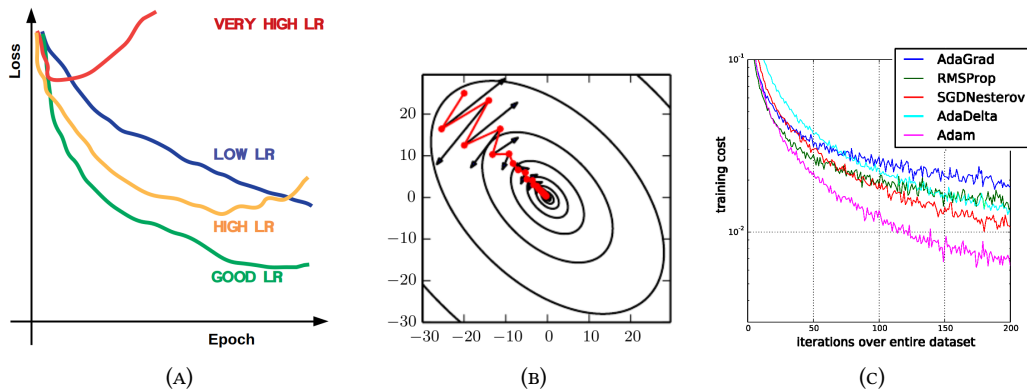 VERY HIGH LR
Loss
LOW LR
HIGH LR
GOOD LR
Epoch
(A)
20
10
0
−10
−20
−30
−30 −20 −10 0 10 20
(B)
10⁻¹
AdaGrad
RMSProp
SGDNesterov
AdaDelta
Adam
training cost
10⁻²
0 50 100 150 200
iterations over entire dataset
(C)